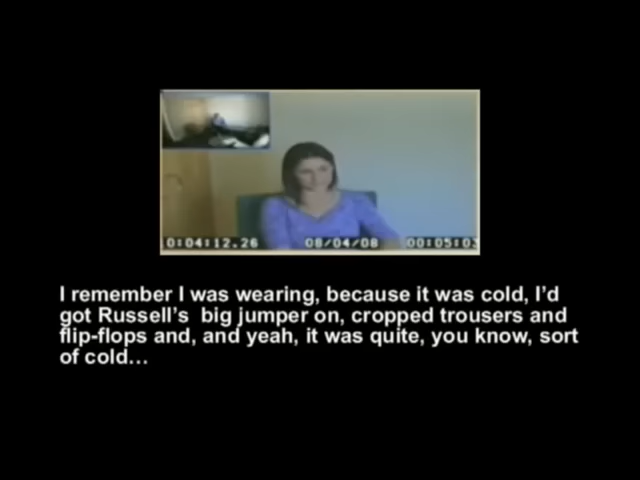 0:04:12.26 08/04/08 00:05:03
I remember I was wearing, because it was cold, I'd
got Russell's big jumper on, cropped trousers and
flip-flops and, and yeah, it was quite, you know, sort
of cold...